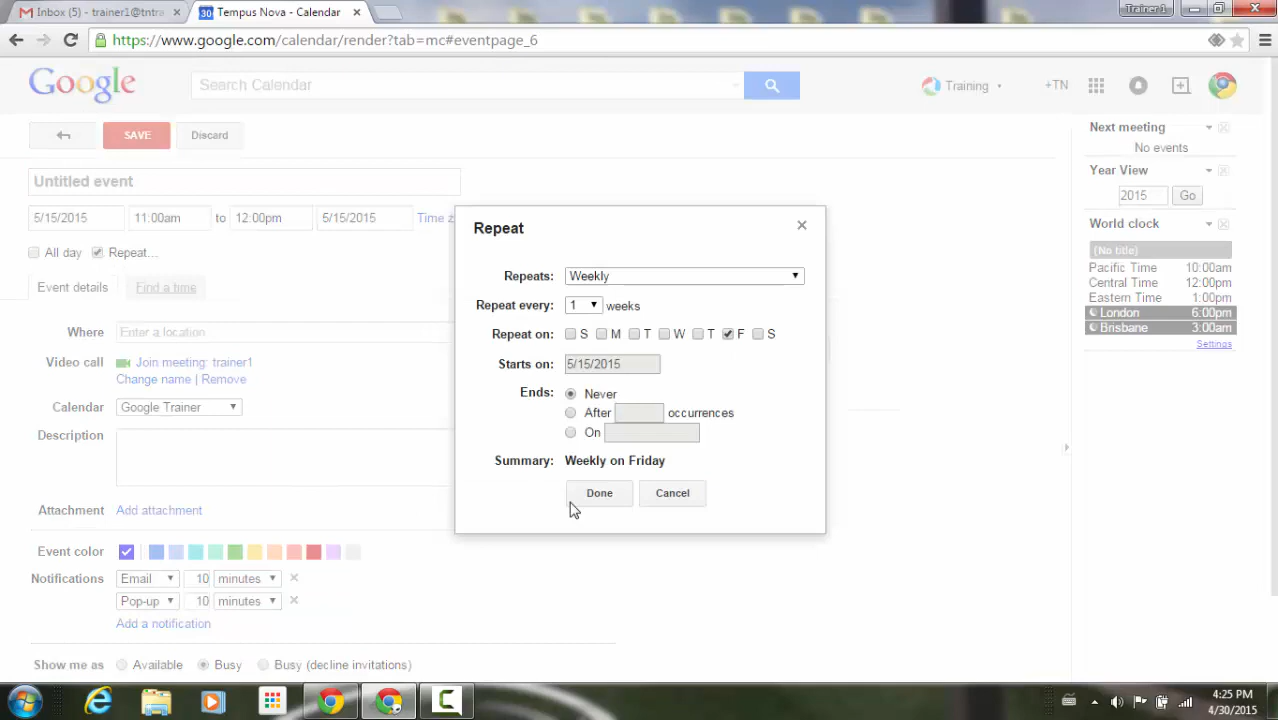 Inbox (5) - trainer1@tntra
Tempus Nova - Calendar
Trainer 1
https://www.google.com/calendar/render?tab=mc#eventpage_6
Google
Search Calendar
Training
+TN
SAVE
Discard
Untitled event
5/15/2015 11:00am to 12:00pm 5/15/2015 Time z
All day Repeat...
Event details
Find a time
Where
Enter a location
Video call
Join meeting: trainer1
Change name | Remove
Calendar
Google Trainer
Description
Attachment
Add attachment
Event color
Notifications
Email 10 minutes
Pop-up 10 minutes
Add a notification
Show me as Available Busy Busy (decline invitations)
Repeat
Repeats: Weekly
Repeat every: 1 weeks
Repeat on: S M T W T F S
Starts on: 5/15/2015
Ends: Never
After occurrences
On
Summary: Weekly on Friday
Done Cancel
Next meeting
No events
Year View
2015 Go
World clock
(No title)
Pacific Time 10:00am
Central Time 12:00pm
Eastern Time 1:00pm
London 6:00pm
Brisbane 3:00am
Settings
4:25 PM
4/30/2015